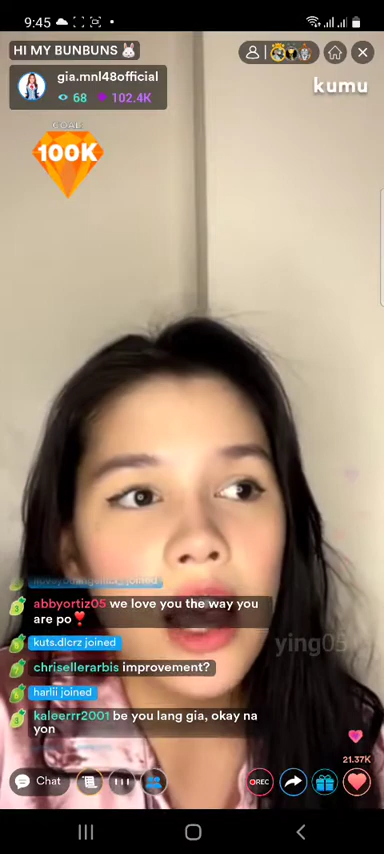 9:45
HI MY BUNBUNS
gia.mnl48official
68 102.4K
kumu
GOAL:
100K
joined
abbyortiz05 we love you the way you
are po
kuts.dlcrz joined
ying05
chrisellerarbis improvement?
harlii joined
kaleerrr2001 be you lang gia, okay na
yon
21.37K
Chat
REC